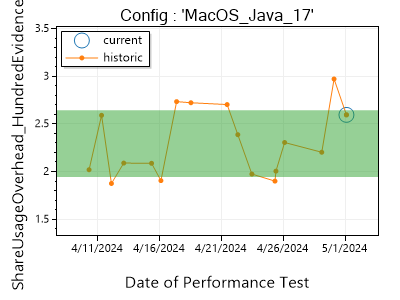 Config : 'MacOS_Java_17'
ShareUsageOverhead_HundredEvidence
current
historic
3.5
3
2.5
2
1.5
4/11/2024
4/16/2024
4/21/2024
4/26/2024
5/1/2024
Date of Performance Test